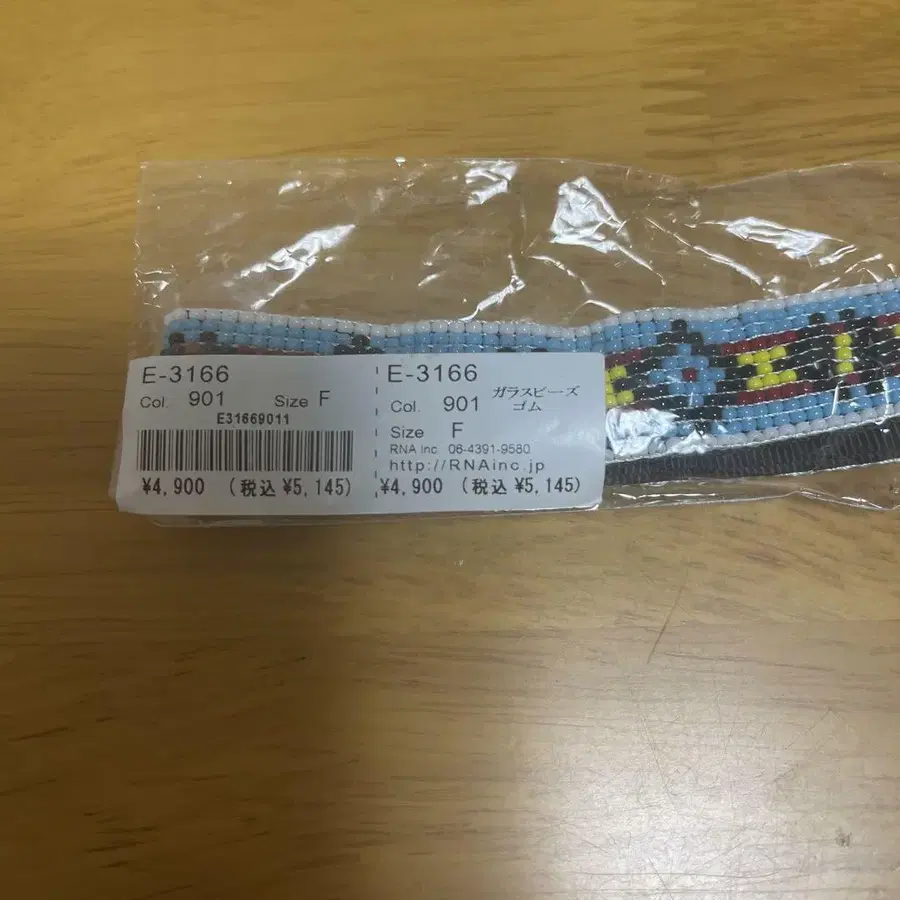 E-3166
Col. 901 Size F
E31669011
¥4,900 (税込 ¥5,145)
E-3166
Col. 901 ガラスビーズ
ゴム
Size F
RNA Inc. 06-4391-9580
http://RNAinc.jp
¥4,900 (税込 ¥5,145)